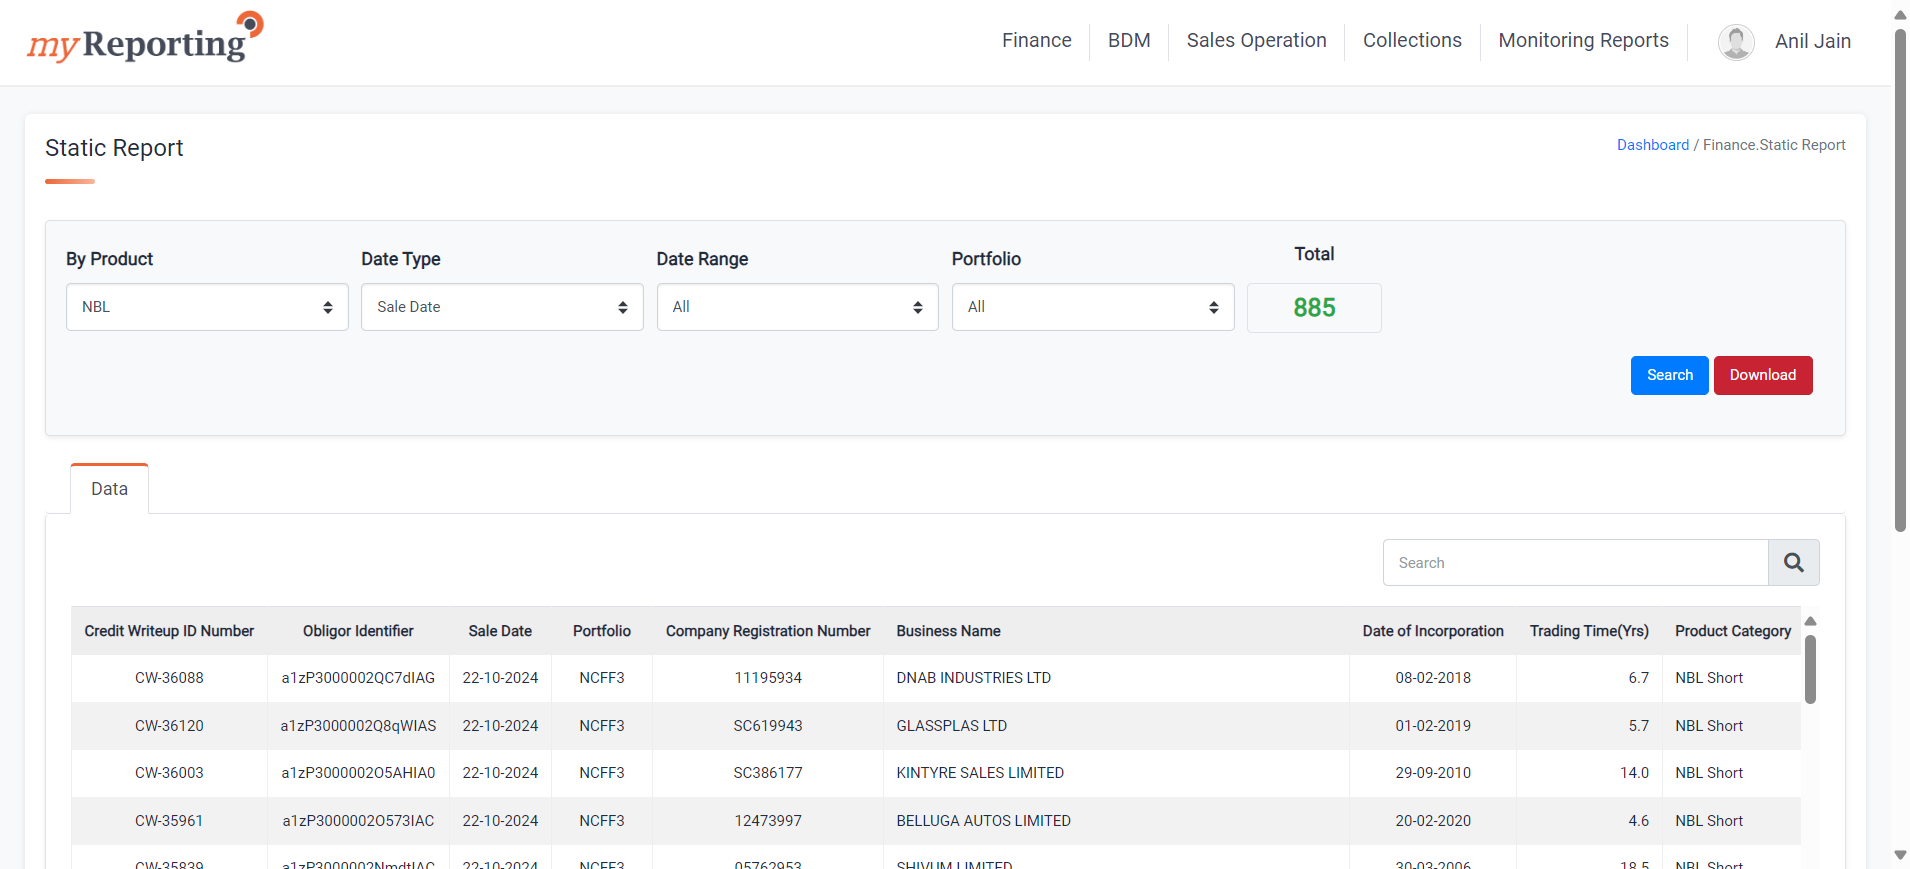 myReporting
Finance BDM Sales Operation Collections Monitoring Reports Anil Jain
Static Report
Dashboard / Finance.Static Report
By Product Date Type Date Range Portfolio Total
NBL Sale Date All All 885
Search Download
Data
Search
Credit Writeup ID Number Obligor Identifier Sale Date Portfolio Company Registration Number Business Name Date of Incorporation Trading Time(Yrs) Product Category
CW-36088 a1zP3000002QC7dIAG 22-10-2024 NCFF3 11195934 DNAB INDUSTRIES LTD 08-02-2018 6.7 NBL Short
CW-36120 a1zP3000002Q8qWIAS 22-10-2024 NCFF3 SC619943 GLASSPLAS LTD 01-02-2019 5.7 NBL Short
CW-36003 a1zP3000002O5AHIA0 22-10-2024 NCFF3 SC386177 KINTYRE SALES LIMITED 29-09-2010 14.0 NBL Short
CW-35961 a1zP3000002O573IAC 22-10-2024 NCFF3 12473997 BELLUGA AUTOS LIMITED 20-02-2020 4.6 NBL Short
CW-35839 a1zP3000002NmdtIAC 22-10-2024 NCFF3 05762953 SHIVUM LIMITED 30-03-2006 18.5 NBL Short